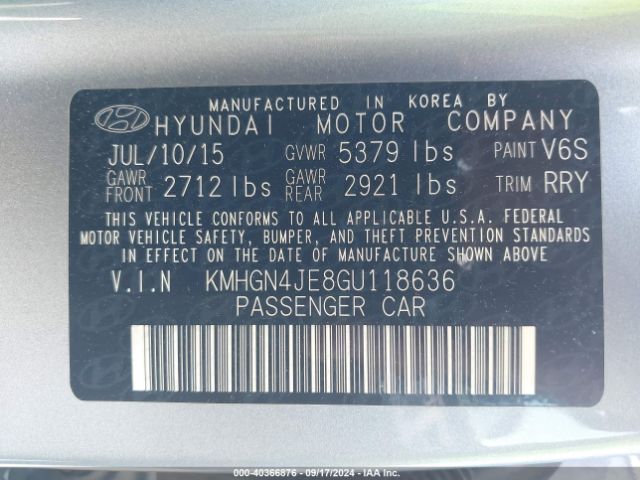 MANUFACTURED IN KOREA BY
HYUNDAI MOTOR COMPANY
JUL/10/15 GVWR 5379 lbs PAINT V6S
GAWR FRONT 2712 lbs GAWR REAR 2921 lbs TRIM RRY
THIS VEHICLE CONFORMS TO ALL APPLICABLE U.S.A. FEDERAL
MOTOR VEHICLE SAFETY, BUMPER, AND THEFT PREVENTION STANDARDS
IN EFFECT ON THE DATE OF MANUFACTURE SHOWN ABOVE
V.I.N KMHGN4JE8GU118636
PASSENGER CAR
000-40366876 - 09/17/2024 - IAAI.COM